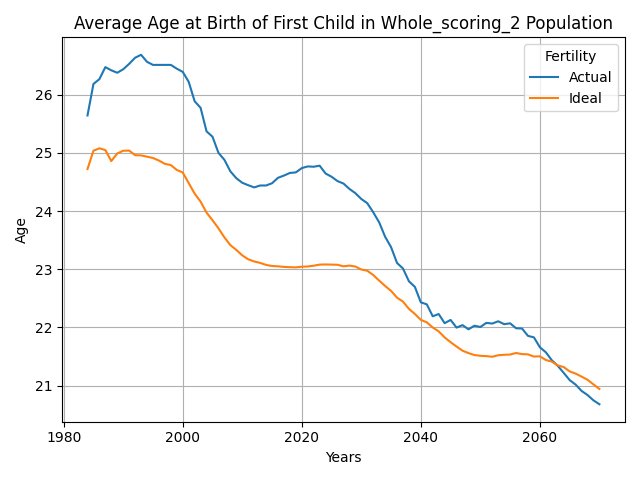 Average Age at Birth of First Child in Whole_scoring_2 Population
Fertility
Actual
Ideal
Age
26
25
24
23
22
21
1980
2000
2020
2040
2060
Years